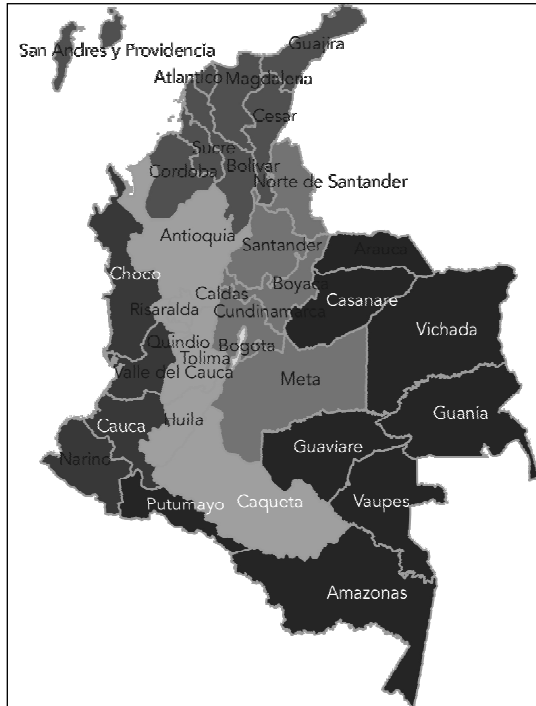 Guajira
San Andres y Providencia
Atlantico
Magdalena
Cesar
Sucre
Bolivar
Cordoba
Norte de Santander
Antioquia
Santander
Arauca
Choco
Boyaca
Caldas
Casanare
Risaralda
Cundinamarca
Vichada
Quindio
Bogota
Tolima
Valle del Cauca
Meta
Guania
Huila
Cauca
Guaviare
Narino
Putumayo
Caqueta
Vaupes
Amazonas